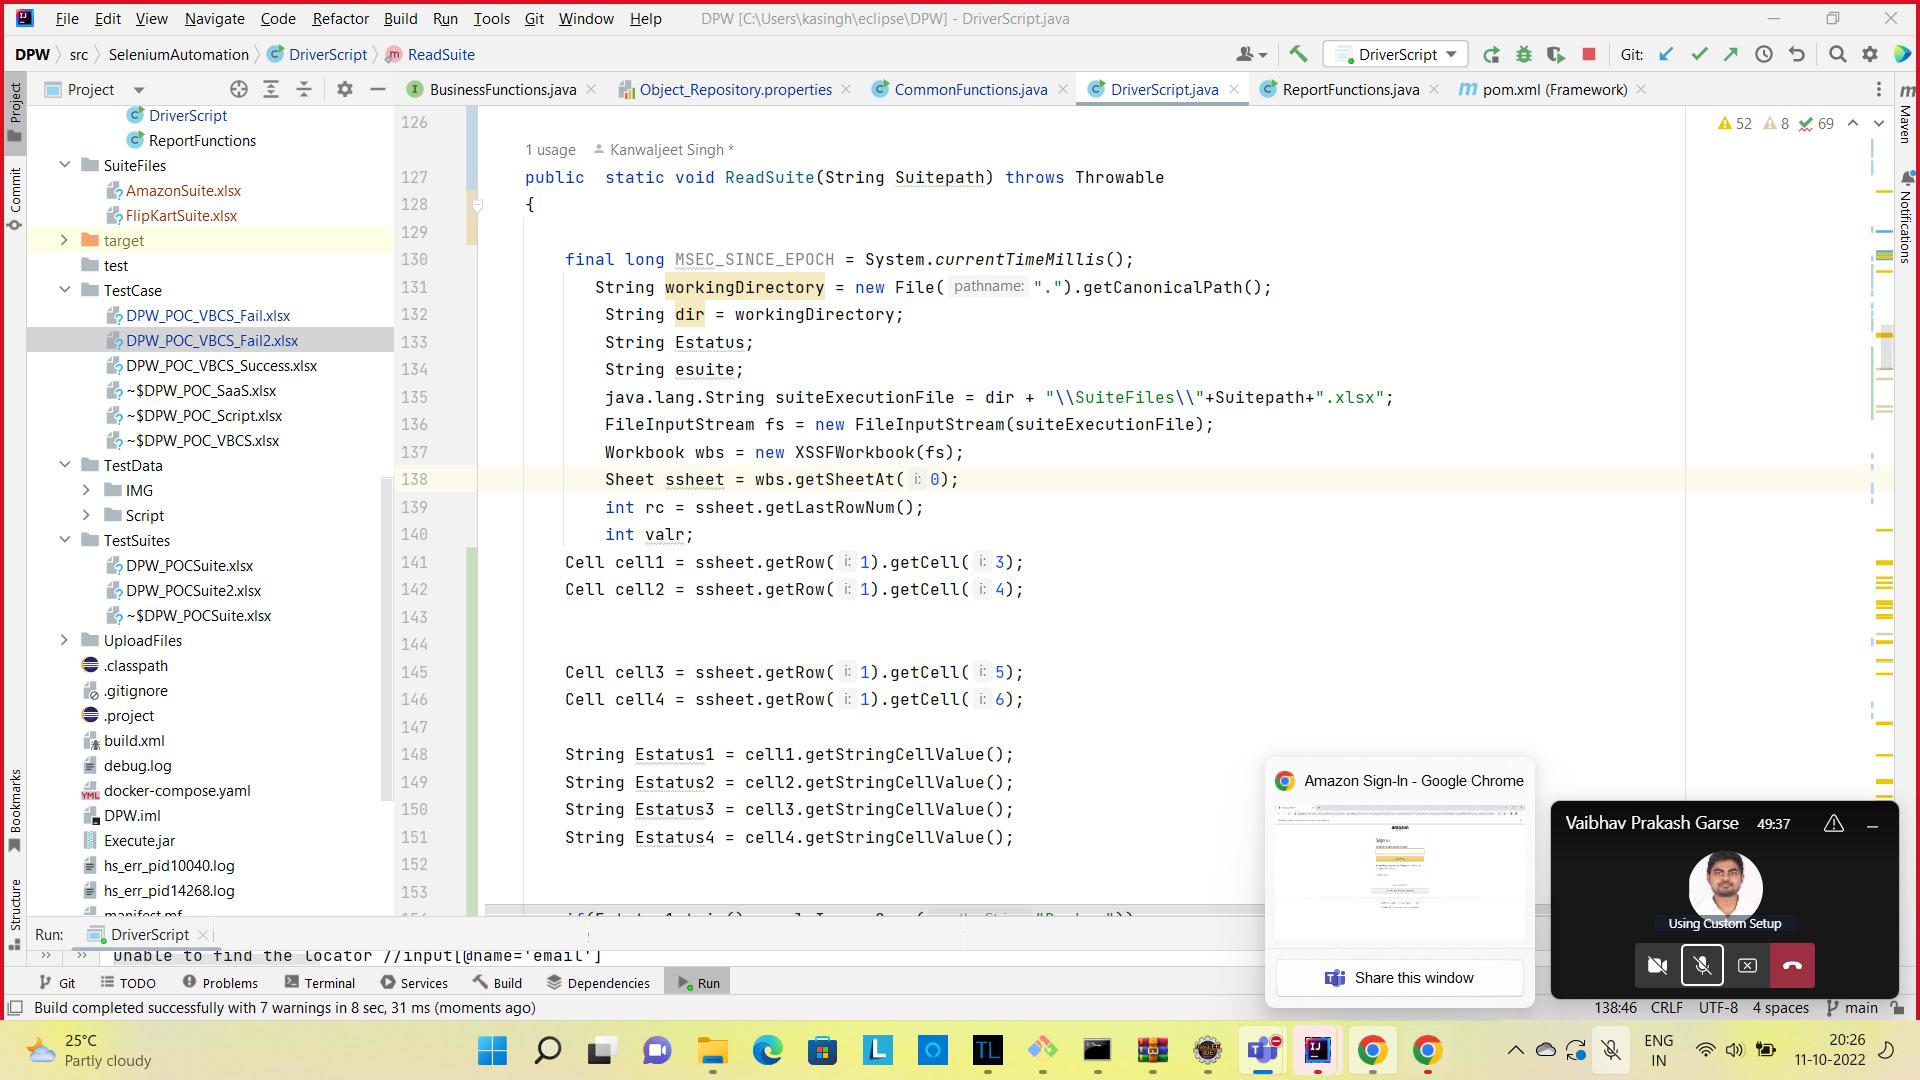 File Edit View Navigate Code Refactor Build Run Tools Git Window Help DPW [C:\Users\kasingh\eclipse\DPW] - DriverScript.java
DPW src SeleniumAutomation DriverScript ReadSuite DriverScript Git:
Project BusinessFunctions.java Object_Repository.properties CommonFunctions.java DriverScript.java ReportFunctions.java pom.xml (Framework)
Project
Commit
Bookmarks
Structure
Maven
Notifications
DriverScript
ReportFunctions
SuiteFiles
AmazonSuite.xlsx
FlipKartSuite.xlsx
target
test
TestCase
DPW_POC_VBCS_Fail.xlsx
DPW_POC_VBCS_Fail2.xlsx
DPW_POC_VBCS_Success.xlsx
~$DPW_POC_SaaS.xlsx
~$DPW_POC_Script.xlsx
~$DPW_POC_VBCS.xlsx
TestData
IMG
Script
TestSuites
DPW_POCSuite.xlsx
DPW_POCSuite2.xlsx
~$DPW_POCSuite.xlsx
UploadFiles
.classpath
.gitignore
.project
build.xml
debug.log
docker-compose.yaml
DPW.iml
Execute.jar
hs_err_pid10040.log
hs_err_pid14268.log
manifest.mf
52 8 69
126
1 usage Kanwaljeet Singh *
127 public static void ReadSuite(String Suitepath) throws Throwable
128 {
129
130 final long MSEC_SINCE_EPOCH = System.currentTimeMillis();
131 String workingDirectory = new File( pathname: ".").getCanonicalPath();
132 String dir = workingDirectory;
133 String Estatus;
134 String esuite;
135 java.lang.String suiteExecutionFile = dir + "\\SuiteFiles\\"+Suitepath+".xlsx";
136 FileInputStream fs = new FileInputStream(suiteExecutionFile);
137 Workbook wbs = new XSSFWorkbook(fs);
138 Sheet ssheet = wbs.getSheetAt( i: 0);
139 int rc = ssheet.getLastRowNum();
140 int valr;
141 Cell cell1 = ssheet.getRow( i: 1).getCell( i: 3);
142 Cell cell2 = ssheet.getRow( i: 1).getCell( i: 4);
143
144
145 Cell cell3 = ssheet.getRow( i: 1).getCell( i: 5);
146 Cell cell4 = ssheet.getRow( i: 1).getCell( i: 6);
147
148 String Estatus1 = cell1.getStringCellValue();
149 String Estatus2 = cell2.getStringCellValue();
150 String Estatus3 = cell3.getStringCellValue();
151 String Estatus4 = cell4.getStringCellValue();
152
153
Amazon Sign-In - Google Chrome
amazon
Sign in
Share this window
Vaibhav Prakash Garse 49:37
Using Custom Setup
Run: DriverScript
unable to find the locator //input[@name='email']
Git TODO Problems Terminal Services Build Dependencies Run
Build completed successfully with 7 warnings in 8 sec, 31 ms (moments ago) 138:46 CRLF UTF-8 4 spaces main
25°C
Partly cloudy
ENG
IN
20:26
11-10-2022